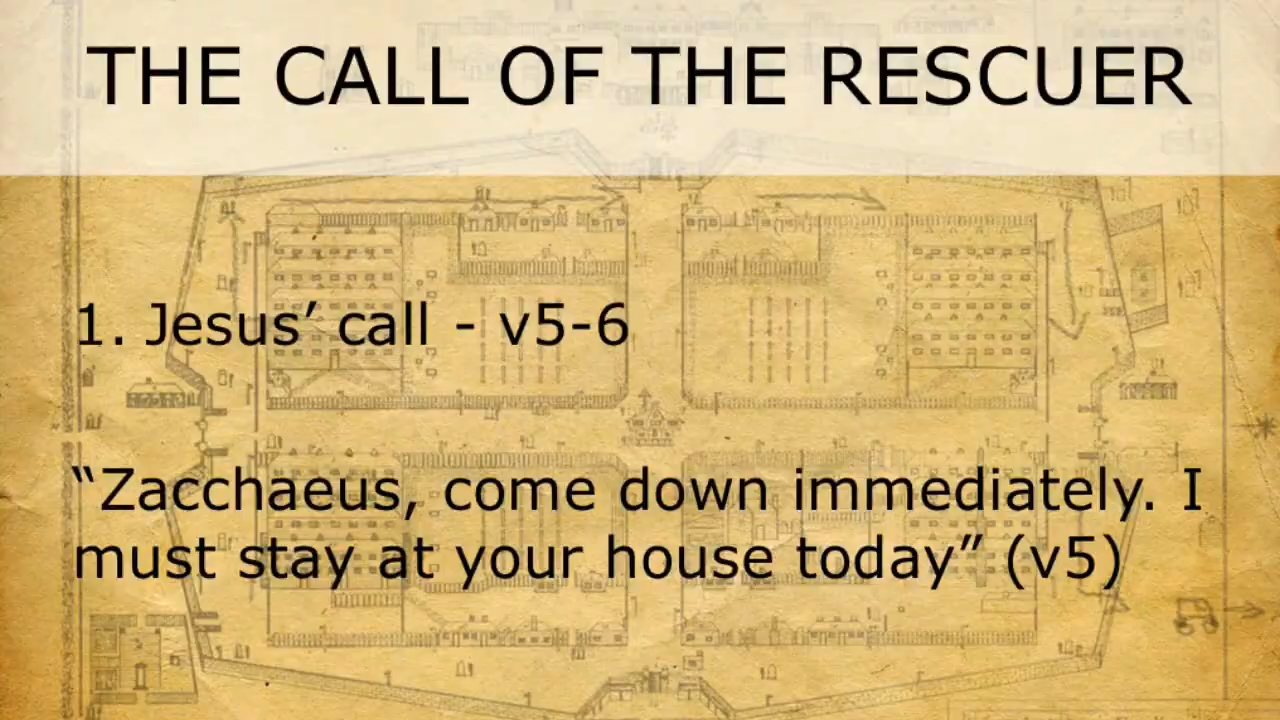 THE CALL OF THE RESCUER
1. Jesus’ call - v5-6
“Zacchaeus, come down immediately. I
must stay at your house today” (v5)